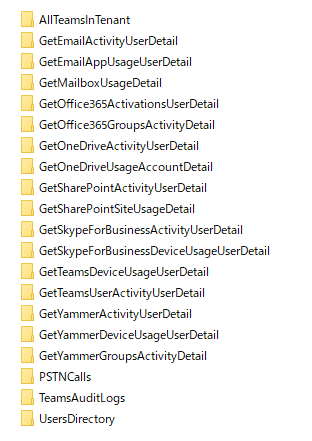 AllTeamsInTenant
GetEmailActivityUserDetail
GetEmailAppUsageUserDetail
GetMailboxUsageDetail
GetOffice365ActivationsUserDetail
GetOffice365GroupsActivityDetail
GetOneDriveActivityUserDetail
GetOneDriveUsageAccountDetail
GetSharePointActivityUserDetail
GetSharePointSiteUsageDetail
GetSkypeForBusinessActivityUserDetail
GetSkypeForBusinessDeviceUsageUserDetail
GetTeamsDeviceUsageUserDetail
GetTeamsUserActivityUserDetail
GetYammerActivityUserDetail
GetYammerDeviceUsageUserDetail
GetYammerGroupsActivityDetail
PSTNCalls
TeamsAuditLogs
UsersDirectory